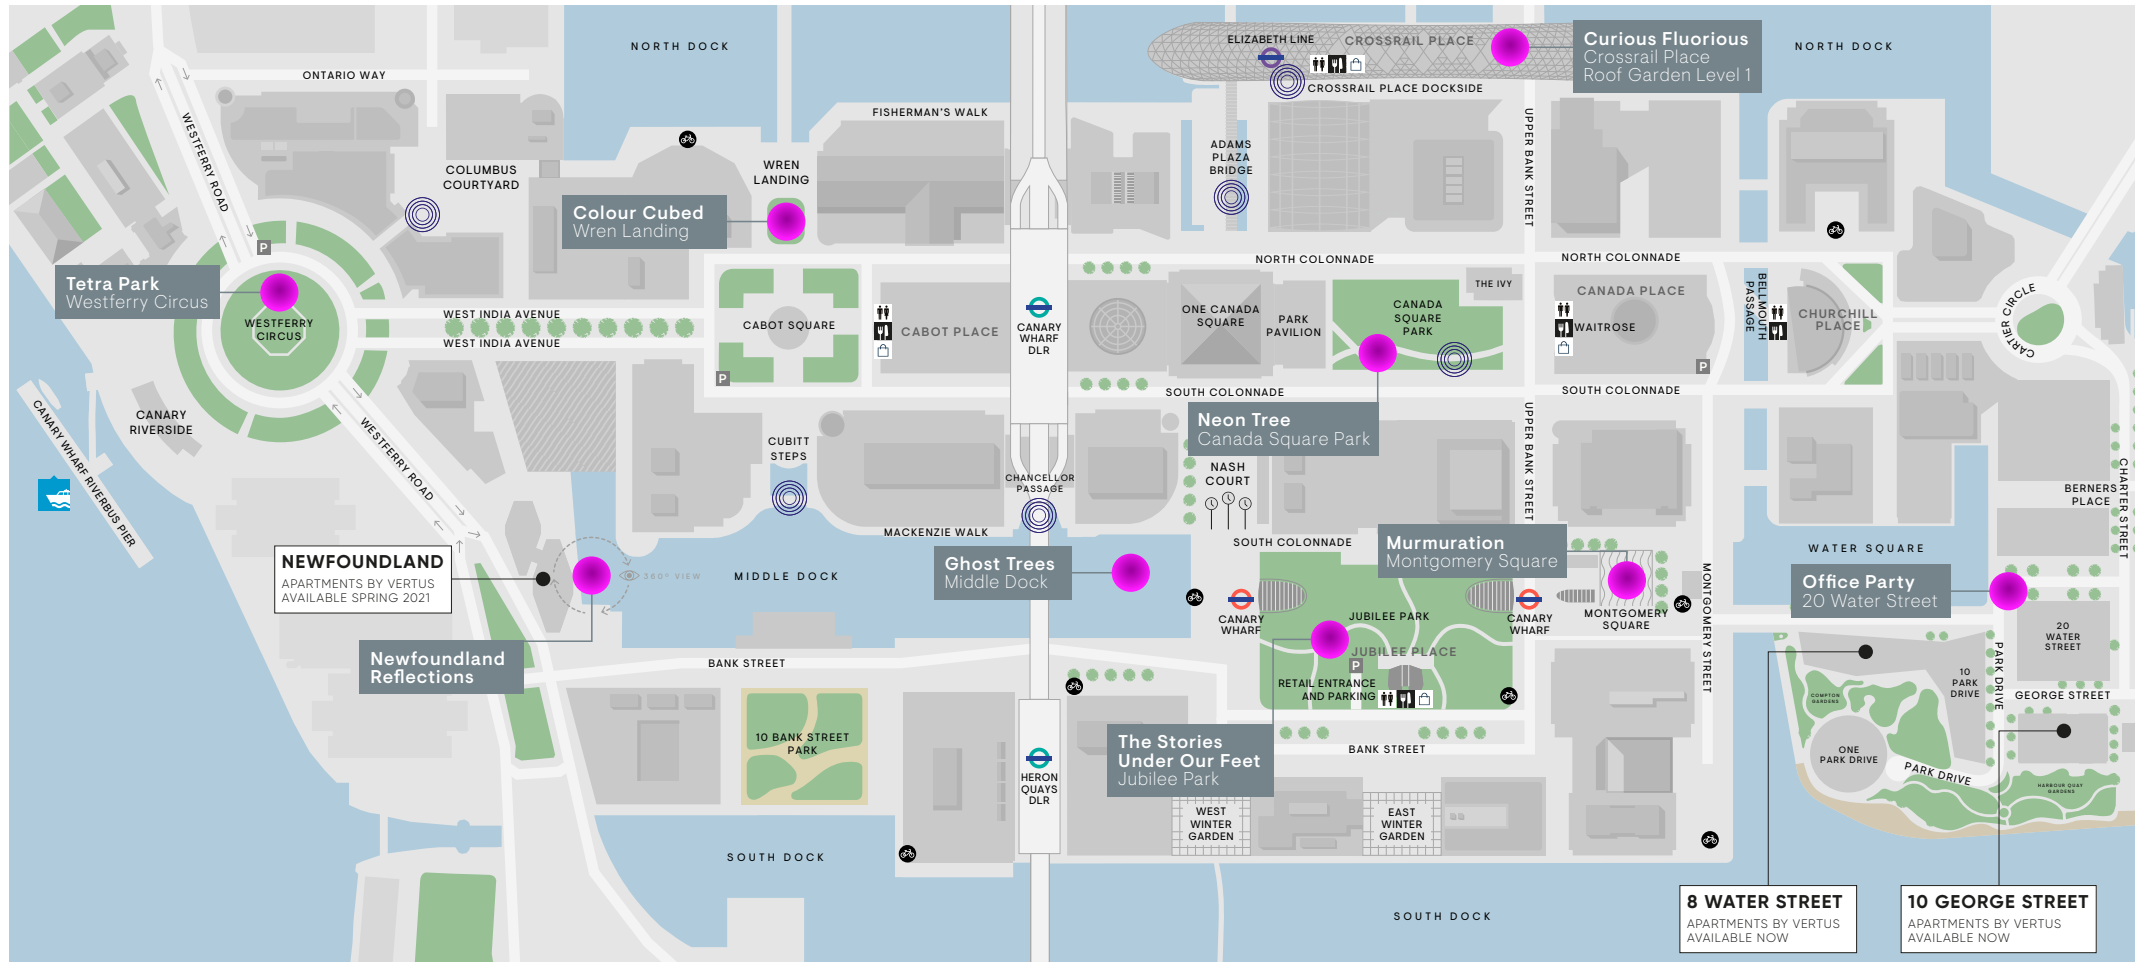 NORTH DOCK
ONTARIO WAY
WESTFERRY ROAD
COLUMBUS
COURTYARD
WREN
LANDING
FISHERMAN'S WALK
ELIZABETH LINE
CROSSRAIL PLACE
CROSSRAIL PLACE DOCKSIDE
Curious Fluorious
Crossrail Place
Roof Garden Level 1
NORTH DOCK
ADAMS
PLAZA
BRIDGE
UPPER BANK STREET
Colour Cubed
Wren Landing
P
Tetra Park
Westferry Circus
WESTFERRY
CIRCUS
WEST INDIA AVENUE
WEST INDIA AVENUE
CABOT SQUARE
P
CABOT PLACE
CANARY
WHARF
DLR
NORTH COLONNADE
NORTH COLONNADE
ONE CANADA
SQUARE
PARK
PAVILION
CANADA
SQUARE
PARK
THE IVY
CANADA PLACE
WAITROSE
P
BELLMOUTH
PASSAGE
CHURCHILL
PLACE
CARTIER CIRCLE
SOUTH COLONNADE
SOUTH COLONNADE
Neon Tree
Canada Square Park
CANARY
RIVERSIDE
CANARY WHARF RIVERBUS PIER
WESTFERRY ROAD
CUBITT
STEPS
CHANCELLOR
PASSAGE
MACKENZIE WALK
NASH
COURT
UPPER BANK STREET
SOUTH COLONNADE
BERNERS
PLACE
CHARTER STREET
WATER SQUARE
NEWFOUNDLAND
APARTMENTS BY VERTUS
AVAILABLE SPRING 2021
360º VIEW
MIDDLE DOCK
Ghost Trees
Middle Dock
Murmuration
Montgomery Square
MONTGOMERY
SQUARE
MONTGOMERY STREET
Office Party
20 Water Street
CANARY
WHARF
CANARY
WHARF
JUBILEE PARK
JUBILEE PLACE
P
RETAIL ENTRANCE
AND PARKING
Newfoundland
Reflections
BANK STREET
10 BANK STREET
PARK
HERON
QUAYS
DLR
The Stories
Under Our Feet
Jubilee Park
BANK STREET
WEST
WINTER
GARDEN
EAST
WINTER
GARDEN
20
WATER
STREET
10
PARK
DRIVE
PARK DRIVE
GEORGE STREET
COMPTON
GARDENS
ONE
PARK DRIVE
PARK DRIVE
HARBOUR QUAY
GARDENS
SOUTH DOCK
SOUTH DOCK
8 WATER STREET
APARTMENTS BY VERTUS
AVAILABLE NOW
10 GEORGE STREET
APARTMENTS BY VERTUS
AVAILABLE NOW